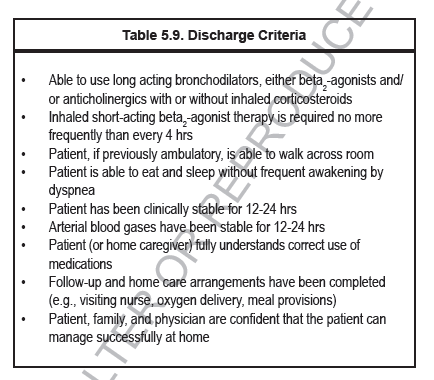 Table 5.9. Discharge Criteria
• Able to use long acting bronchodilators, either beta₂-agonists and/
or anticholinergics with or without inhaled corticosteroids
• Inhaled short-acting beta₂-agonist therapy is required no more
frequently than every 4 hrs
• Patient, if previously ambulatory, is able to walk across room
• Patient is able to eat and sleep without frequent awakening by
dyspnea
• Patient has been clinically stable for 12-24 hrs
• Arterial blood gases have been stable for 12-24 hrs
• Patient (or home caregiver) fully understands correct use of
medications
• Follow-up and home care arrangements have been completed
(e.g., visiting nurse, oxygen delivery, meal provisions)
• Patient, family, and physician are confident that the patient can
manage successfully at home
LTER OR REPRODUCE